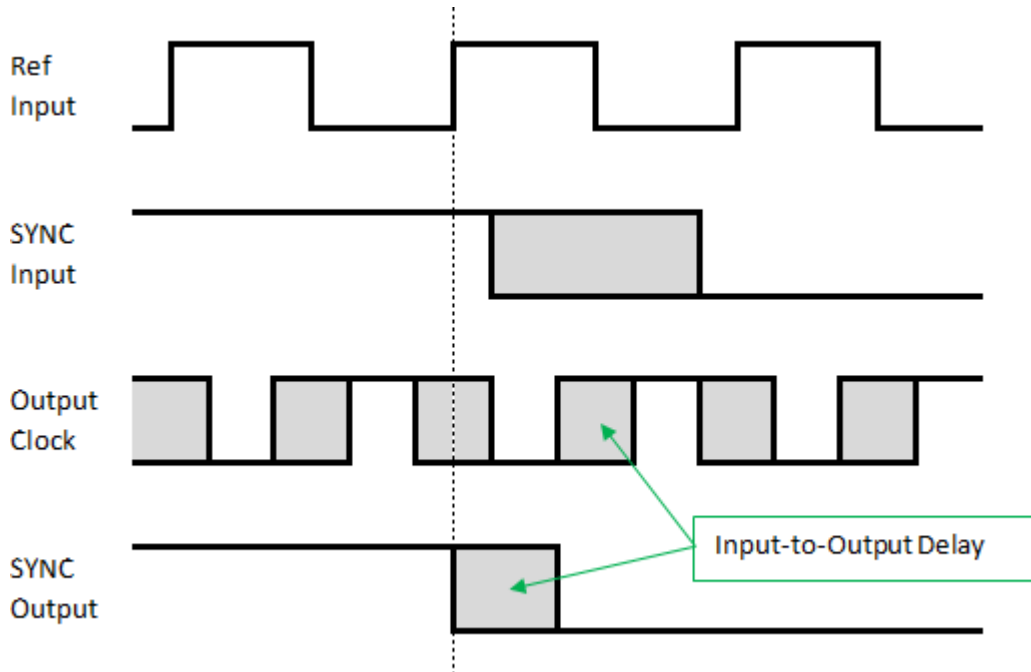 Ref
Input
SYNC
Input
Output
Clock
Input-to-Output Delay
SYNC
Output